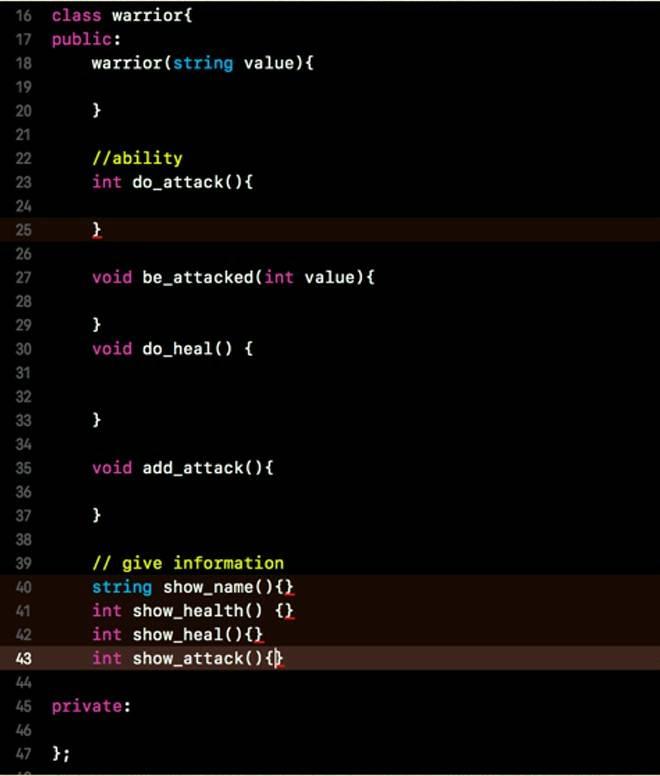 16 class warrior{
17 public:
18     warrior(string value){
19
20     }
21
22     //ability
23     int do_attack(){
24
25     }
26
27     void be_attacked(int value){
28
29     }
30     void do_heal() {
31
32
33     }
34
35     void add_attack(){
36
37     }
38
39     // give information
40     string show_name(){}
41     int show_health() {}
42     int show_heal(){}
43     int show_attack(){}
44
45 private:
46
47 };